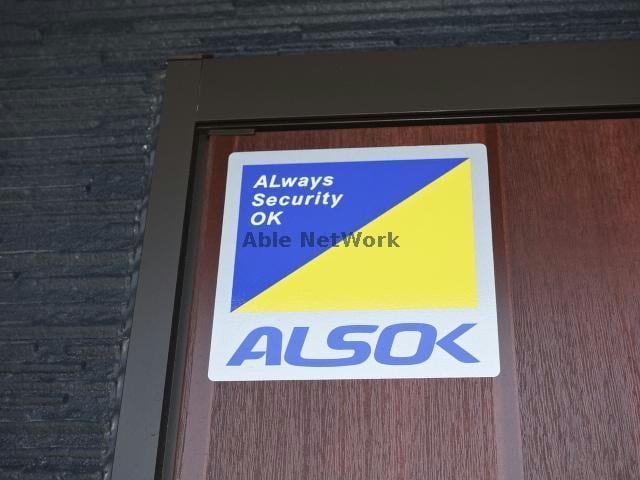 ALways
Security
OK
Able NetWork
ALSOK